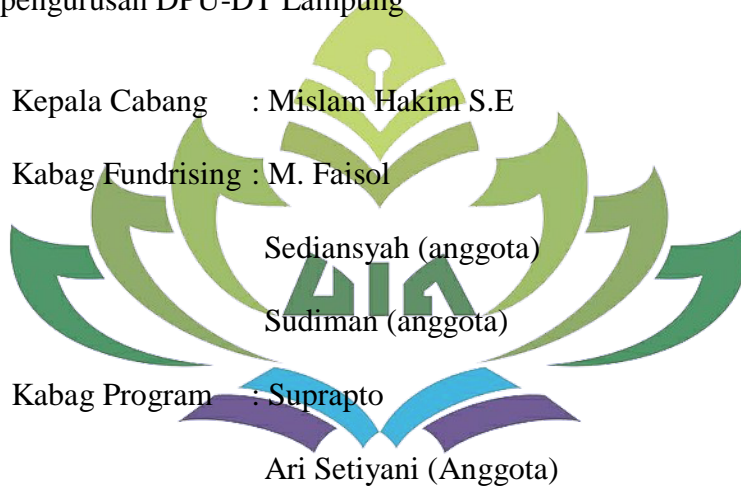 pengurusan DPU-DT Lampung
Kepala Cabang : Mislam Hakim S.E
Kabag Fundrising : M. Faisol
Sediansyah (anggota)
UIN
Sudiman (anggota)
Kabag Program : Suprapto
Ari Setiyani (Anggota)